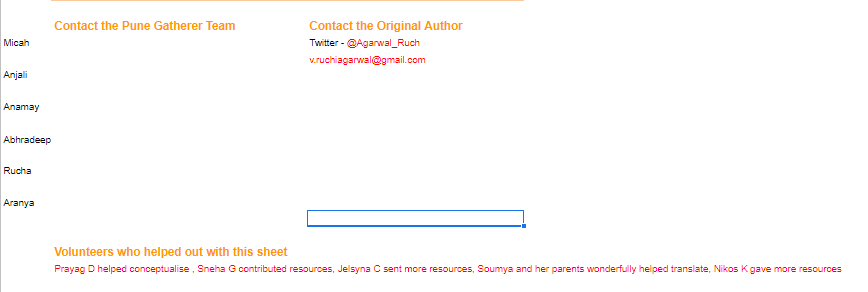 Contact the Pune Gatherer Team
Contact the Original Author
Micah
Twitter - @Agarwal_Ruch
v.ruchiagarwal@gmail.com
Anjali
Anamay
Abhradeep
Rucha
Aranya
Volunteers who helped out with this sheet
Prayag D helped conceptualise , Sneha G contributed resources, Jelsyna C sent more resources, Soumya and her parents wonderfully helped translate, Nikos K gave more resources